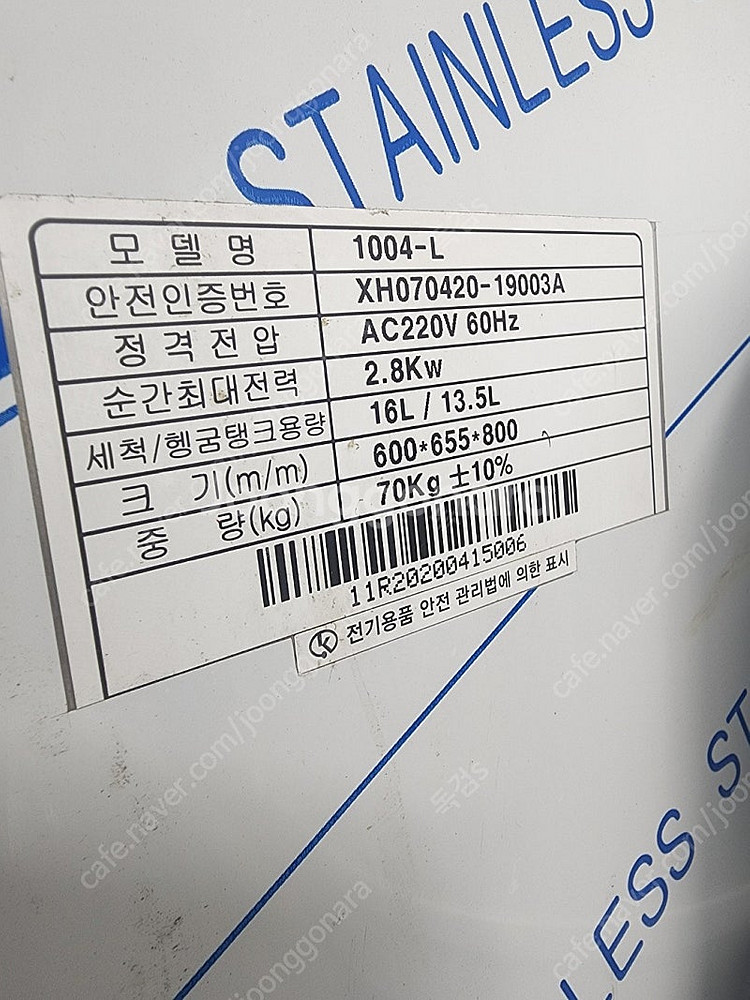 STAINLESS
모 델 명 1004-L
안전인증번호 XH070420-19003A
정 격 전 압 AC220V 60Hz
순간최대전력 2.8Kw
세척/헹굼탱크용량 16L / 13.5L
크 기(m/m) 600*655*800
중 량(kg) 70Kg ±10%
11R20200415006
전기용품 안전 관리법에 의한 표시
cafe.naver.com/joonggonara
독검s
LESS ST